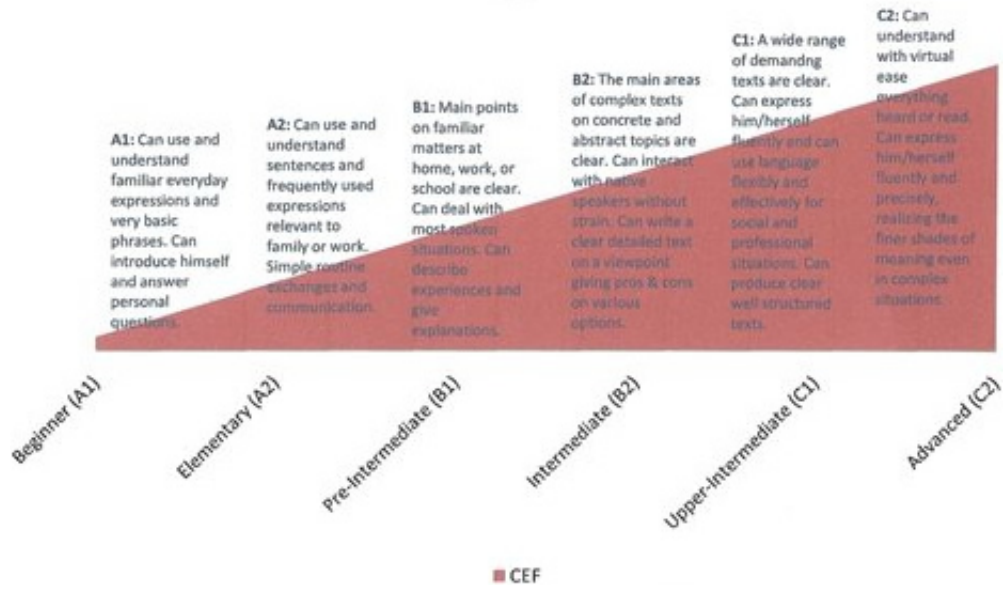 A1: Can use and
understand
familiar everyday
expressions and
very basic
phrases. Can
introduce himself
and answer
personal
questions.
A2: Can use and
understand
sentences and
frequently used
expressions
relevant to
family or work.
Simple routine
exchanges and
communication.
B1: Main points
on familiar
matters at
home, work, or
school are clear.
Can deal with
most spoken
situations. Can
describe
experiences and
give
explanations.
B2: The main areas
of complex texts
on concrete and
abstract topics are
clear. Can interact
with native
speakers without
strain. Can write a
clear detailed text
on a viewpoint
giving pros & cons
on various
options.
C1: A wide range
of demandng
texts are clear.
Can express
him/herself
fluently and can
use language
flexibly and
effectively for
social and
professional
situations. Can
produce clear
well structured
texts.
C2: Can
understand
with virtual
ease
everything
heard or read.
Can express
him/herself
fluently and
precisely,
realizing the
finer shades of
meaning even
in complex
situations.
Beginner (A1)
Elementary (A2)
Pre-Intermediate (B1)
Intermediate (B2)
Upper-Intermediate (C1)
Advanced (C2)
CEF